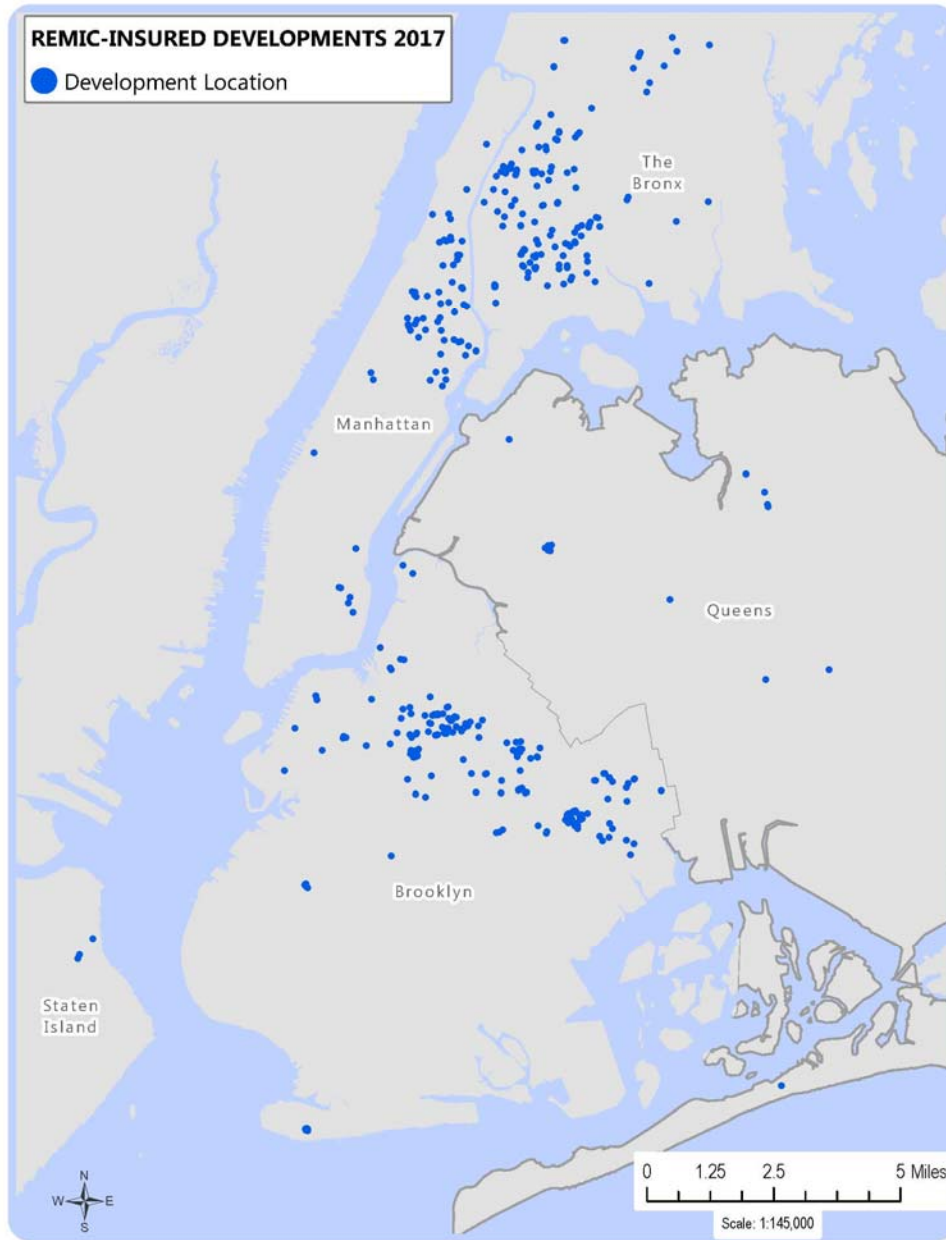 REMIC-INSURED DEVELOPMENTS 2017
Development Location
The
Bronx
Manhattan
Queens
Brooklyn
Staten
Island
N
W E
S
0 1.25 2.5 5 Miles
Scale: 1:145,000